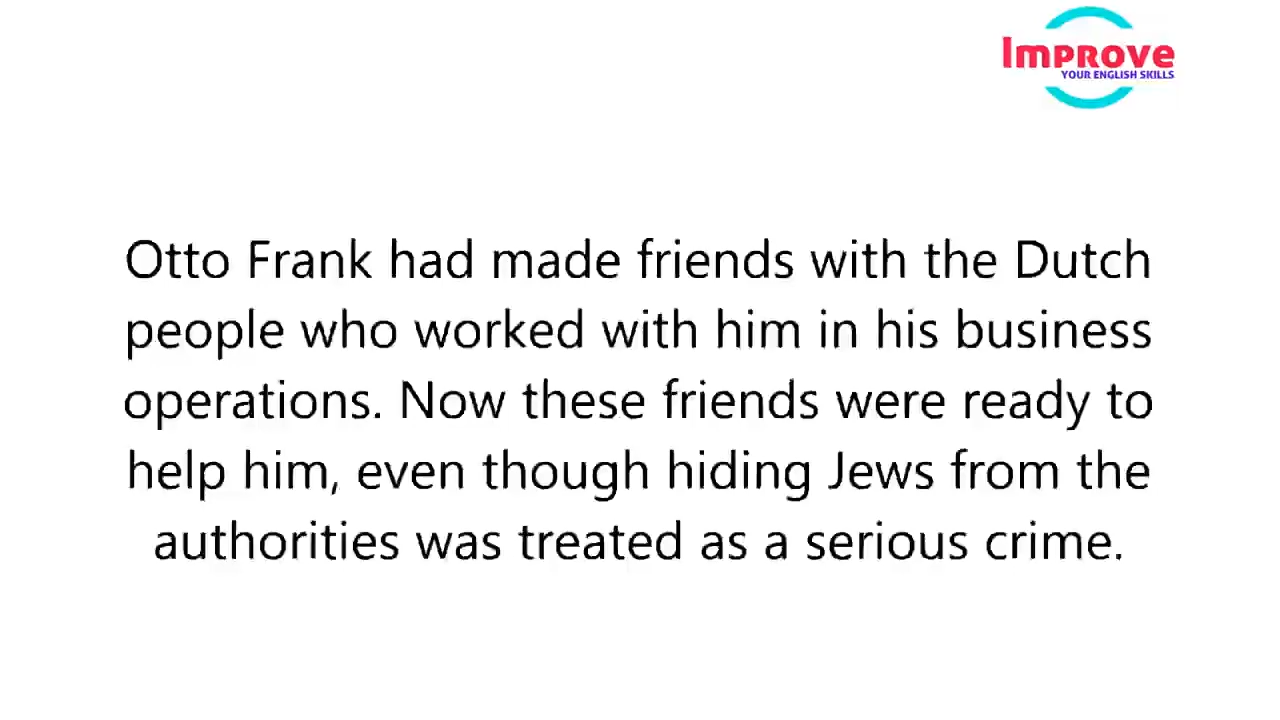 Improve
YOUR ENGLISH SKILLS
Otto Frank had made friends with the Dutch
people who worked with him in his business
operations. Now these friends were ready to
help him, even though hiding Jews from the
authorities was treated as a serious crime.